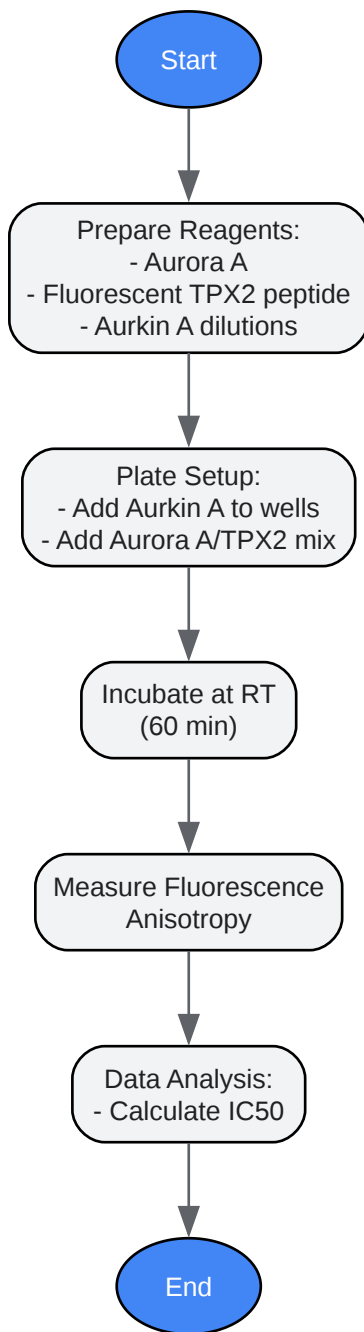 Start
Prepare Reagents:
- Aurora A
- Fluorescent TPX2 peptide
- Aurkin A dilutions
Plate Setup:
- Add Aurkin A to wells
- Add Aurora A/TPX2 mix
Incubate at RT
(60 min)
Measure Fluorescence
Anisotropy
Data Analysis:
- Calculate IC50
End